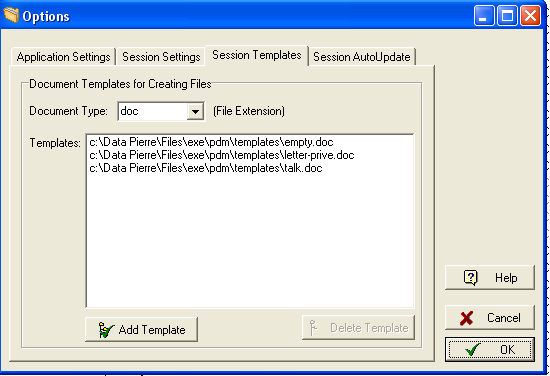 Options
Application Settings
Session Settings
Session Templates
Session AutoUpdate
Document Templates for Creating Files
Document Type: doc (File Extension)
Templates:
c:\Data Pierre\Files\exe\pdm\templates\empty.doc
c:\Data Pierre\Files\exe\pdm\templates\letter-prive.doc
c:\Data Pierre\Files\exe\pdm\templates\talk.doc
Help
Cancel
Add Template
Delete Template
OK